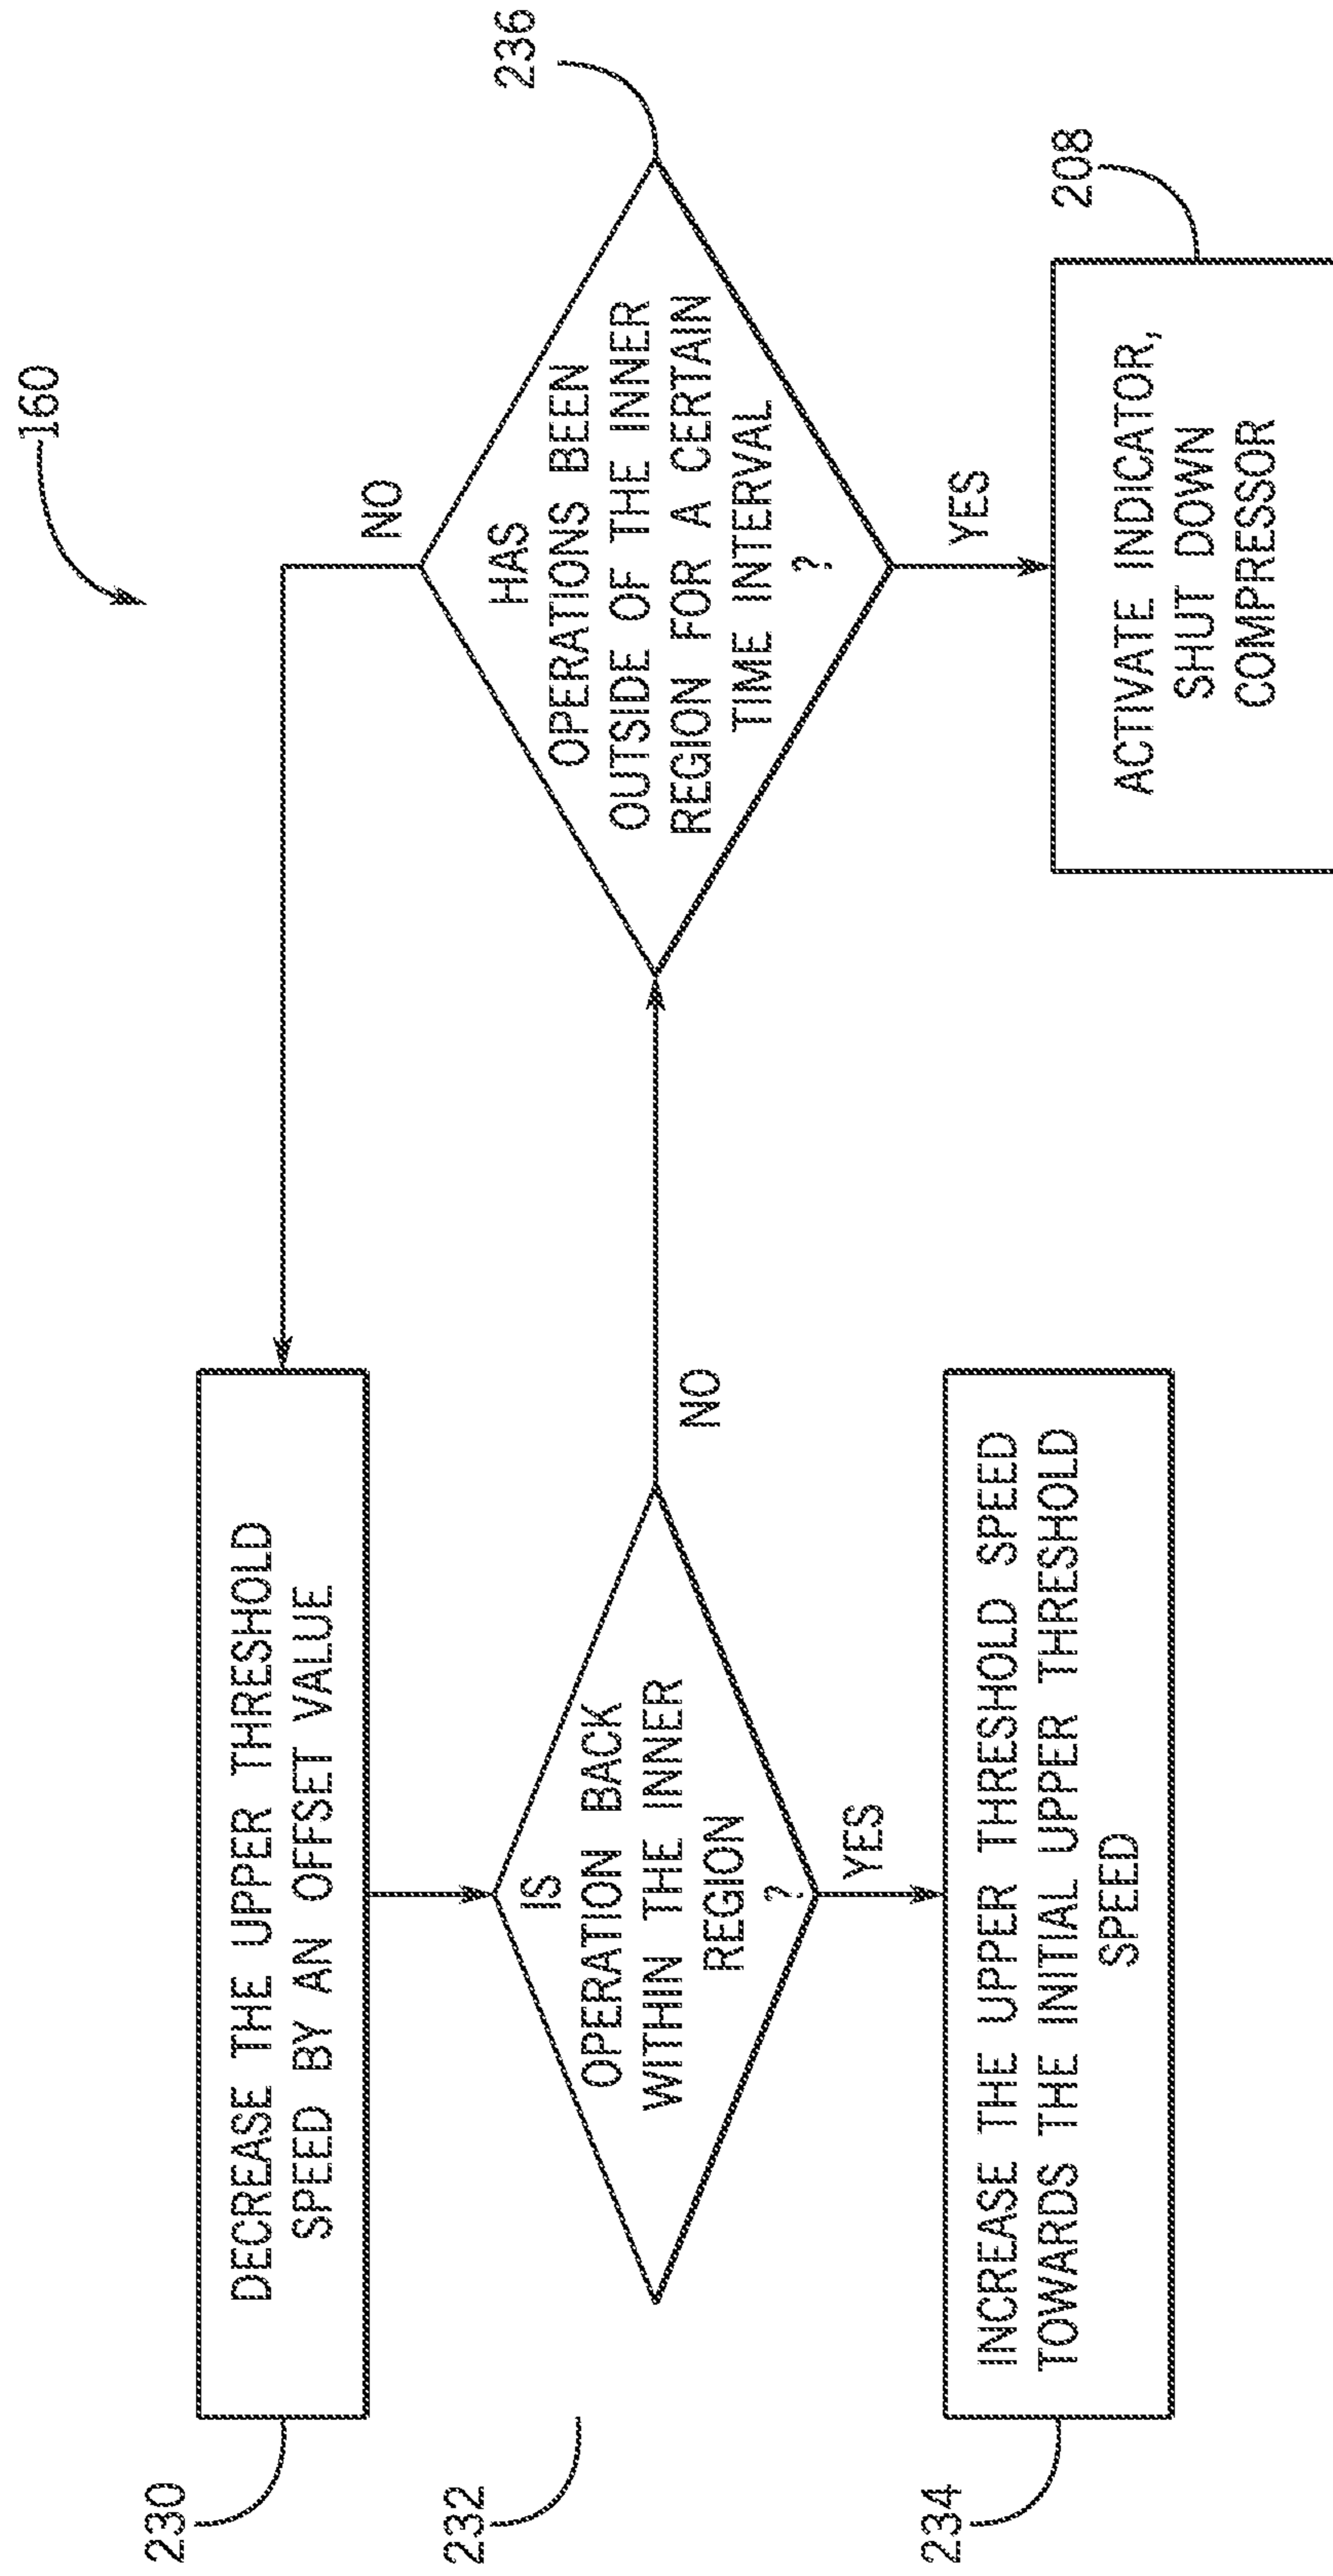 160
230
DECREASE THE UPPER THRESHOLD
SPEED BY AN OFFSET VALUE
232
IS
OPERATION BACK
WITHIN THE INNER
REGION
?
NO
YES
234
INCREASE THE UPPER THRESHOLD SPEED
TOWARDS THE INITIAL UPPER THRESHOLD
SPEED
NO
236
HAS
OPERATIONS BEEN
OUTSIDE OF THE INNER
REGION FOR A CERTAIN
TIME INTERVAL
?
YES
208
ACTIVATE INDICATOR,
SHUT DOWN
COMPRESSOR